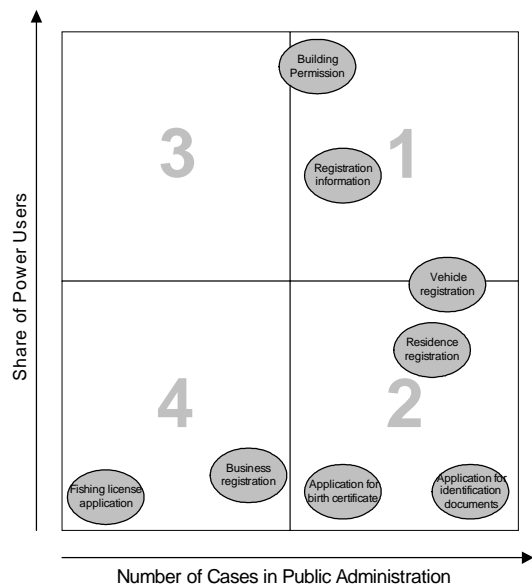 Building
Permission
3
1
Registration
information
Share of Power Users
Vehicle
registration
Residence
registration
4
2
Business
registration
Fishing license
application
Application for
birth certificate
Application for
identification
documents
Number of Cases in Public Administration